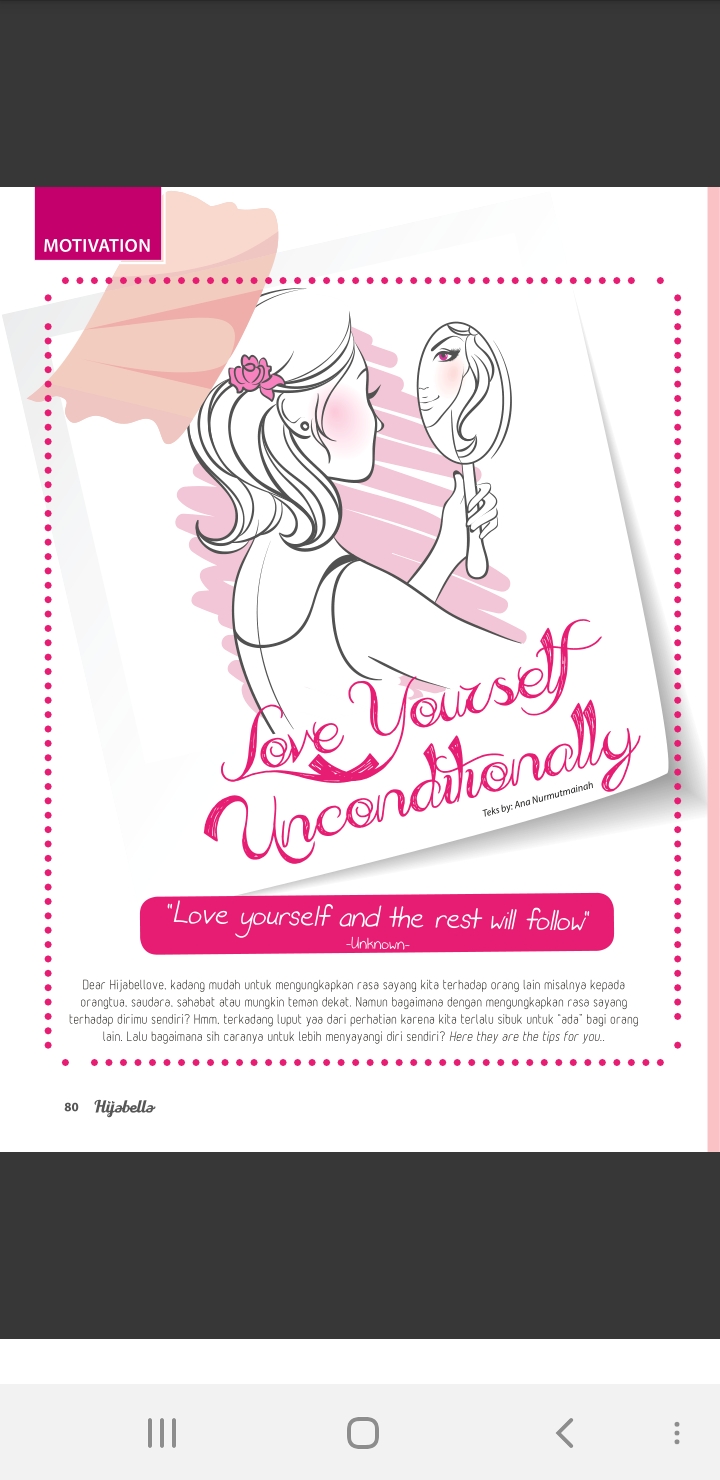 MOTIVATION
Love Yourself
Unconditionally
Teks by: Ana Nurmutmainah
"Love yourself and the rest will follow"
-Unknown-
Dear Hijabellove, kadang mudah untuk mengungkapkan rasa sayang kita terhadap orang lain misalnya kepada
orangtua, saudara, sahabat atau mungkin teman dekat. Namun bagaimana dengan mengungkapkan rasa sayang
terhadap dirimu sendiri? Hmm, terkadang luput yaa dari perhatian karena kita terlalu sibuk untuk "ada" bagi orang
lain. Lalu bagaimana sih caranya untuk lebih menyayangi diri sendiri? Here they are the tips for you..
80 Hijabella